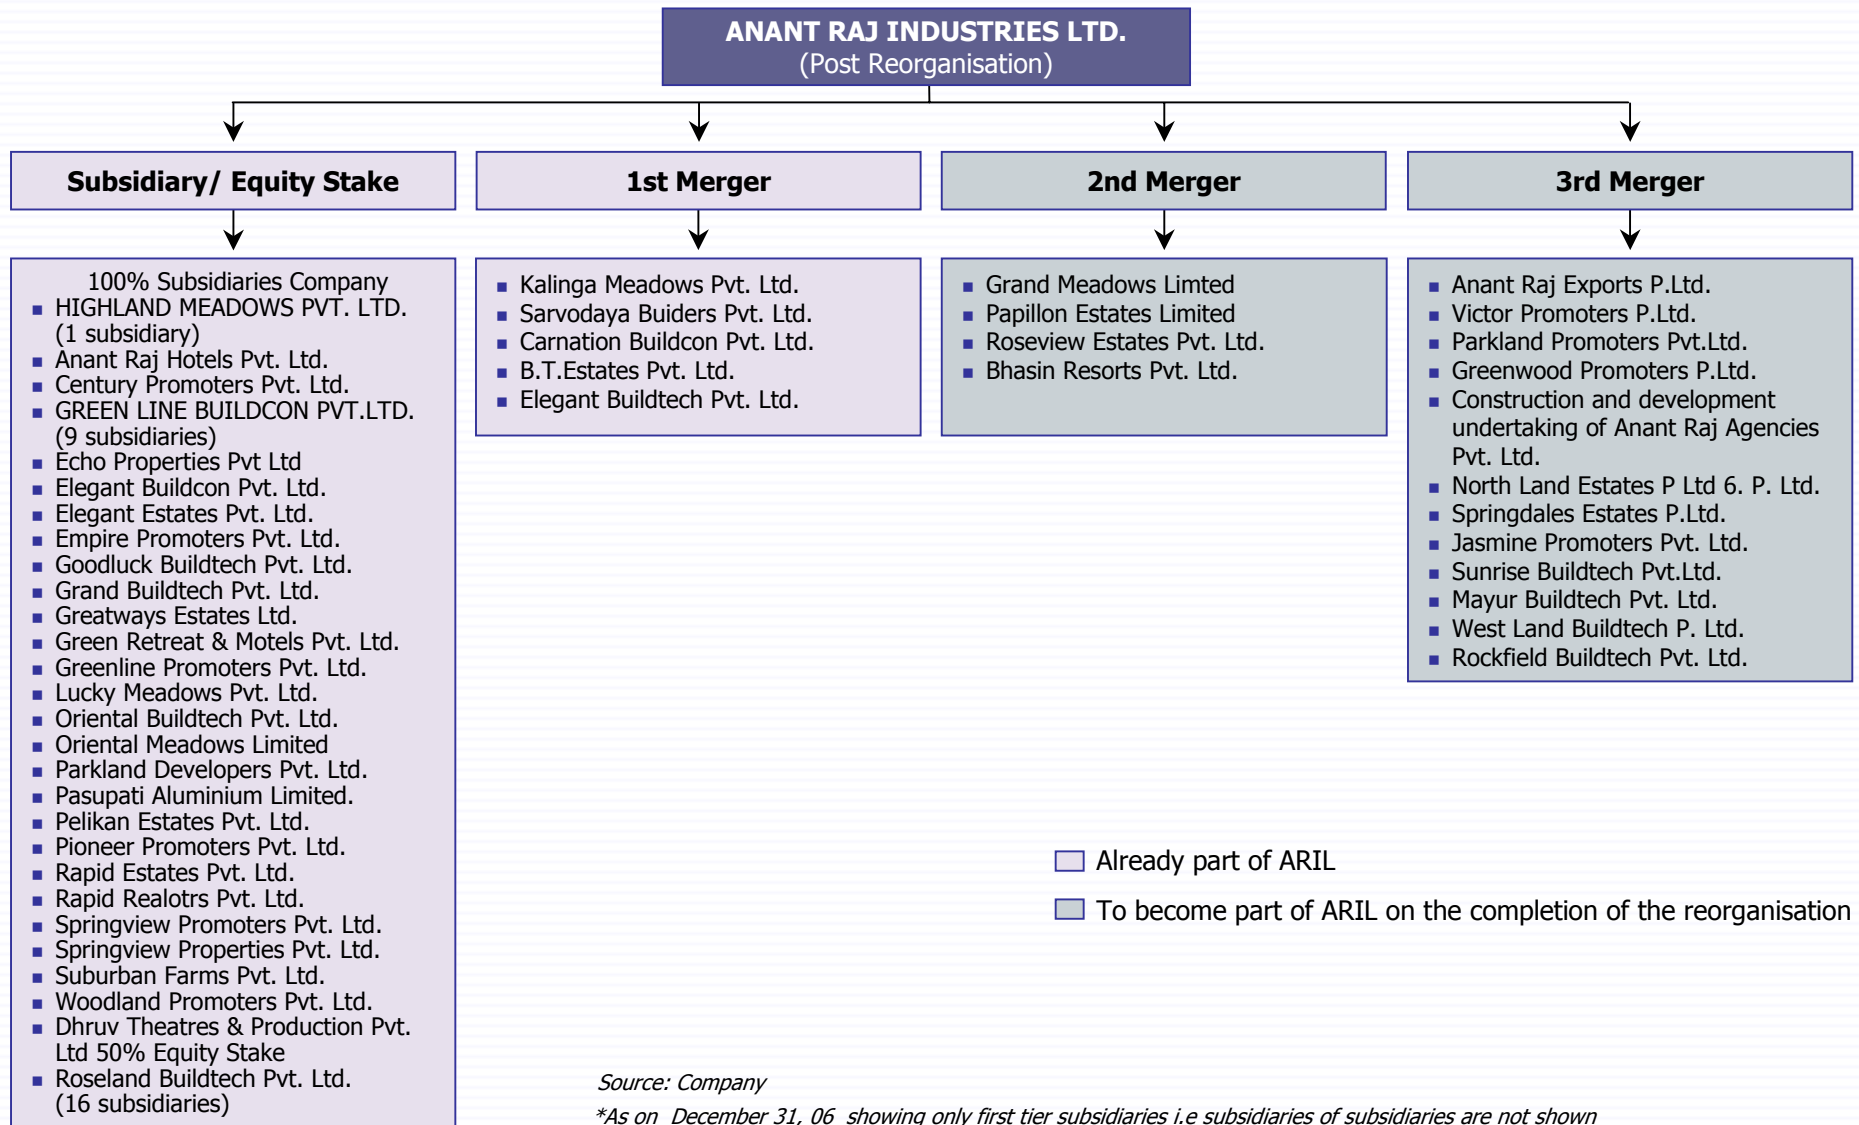 ANANT RAJ INDUSTRIES LTD.
(Post Reorganisation)
Subsidiary/ Equity Stake
100% Subsidiaries Company
HIGHLAND MEADOWS PVT. LTD.
(1 subsidiary)
Anant Raj Hotels Pvt. Ltd.
Century Promoters Pvt. Ltd.
GREEN LINE BUILDCON PVT.LTD.
(9 subsidiaries)
Echo Properties Pvt Ltd
Elegant Buildcon Pvt. Ltd.
Elegant Estates Pvt. Ltd.
Empire Promoters Pvt. Ltd.
Goodluck Buildtech Pvt. Ltd.
Grand Buildtech Pvt. Ltd.
Greatways Estates Ltd.
Green Retreat & Motels Pvt. Ltd.
Greenline Promoters Pvt. Ltd.
Lucky Meadows Pvt. Ltd.
Oriental Buildtech Pvt. Ltd.
Oriental Meadows Limited
Parkland Developers Pvt. Ltd.
Pasupati Aluminium Limited.
Pelikan Estates Pvt. Ltd.
Pioneer Promoters Pvt. Ltd.
Rapid Estates Pvt. Ltd.
Rapid Realotrs Pvt. Ltd.
Springview Promoters Pvt. Ltd.
Springview Properties Pvt. Ltd.
Suburban Farms Pvt. Ltd.
Woodland Promoters Pvt. Ltd.
Dhruv Theatres & Production Pvt.
Ltd 50% Equity Stake
Roseland Buildtech Pvt. Ltd.
(16 subsidiaries)
1st Merger
Kalinga Meadows Pvt. Ltd.
Sarvodaya Buiders Pvt. Ltd.
Carnation Buildcon Pvt. Ltd.
B.T.Estates Pvt. Ltd.
Elegant Buildtech Pvt. Ltd.
2nd Merger
Grand Meadows Limted
Papillon Estates Limited
Roseview Estates Pvt. Ltd.
Bhasin Resorts Pvt. Ltd.
3rd Merger
Anant Raj Exports P.Ltd.
Victor Promoters P.Ltd.
Parkland Promoters Pvt.Ltd.
Greenwood Promoters P.Ltd.
Construction and development
undertaking of Anant Raj Agencies
Pvt. Ltd.
North Land Estates P Ltd 6. P. Ltd.
Springdales Estates P.Ltd.
Jasmine Promoters Pvt. Ltd.
Sunrise Buildtech Pvt.Ltd.
Mayur Buildtech Pvt. Ltd.
West Land Buildtech P. Ltd.
Rockfield Buildtech Pvt. Ltd.
Already part of ARIL
To become part of ARIL on the completion of the reorganisation
Source: Company
*As on December 31, 06 showing only first tier subsidiaries i.e subsidiaries of subsidiaries are not shown